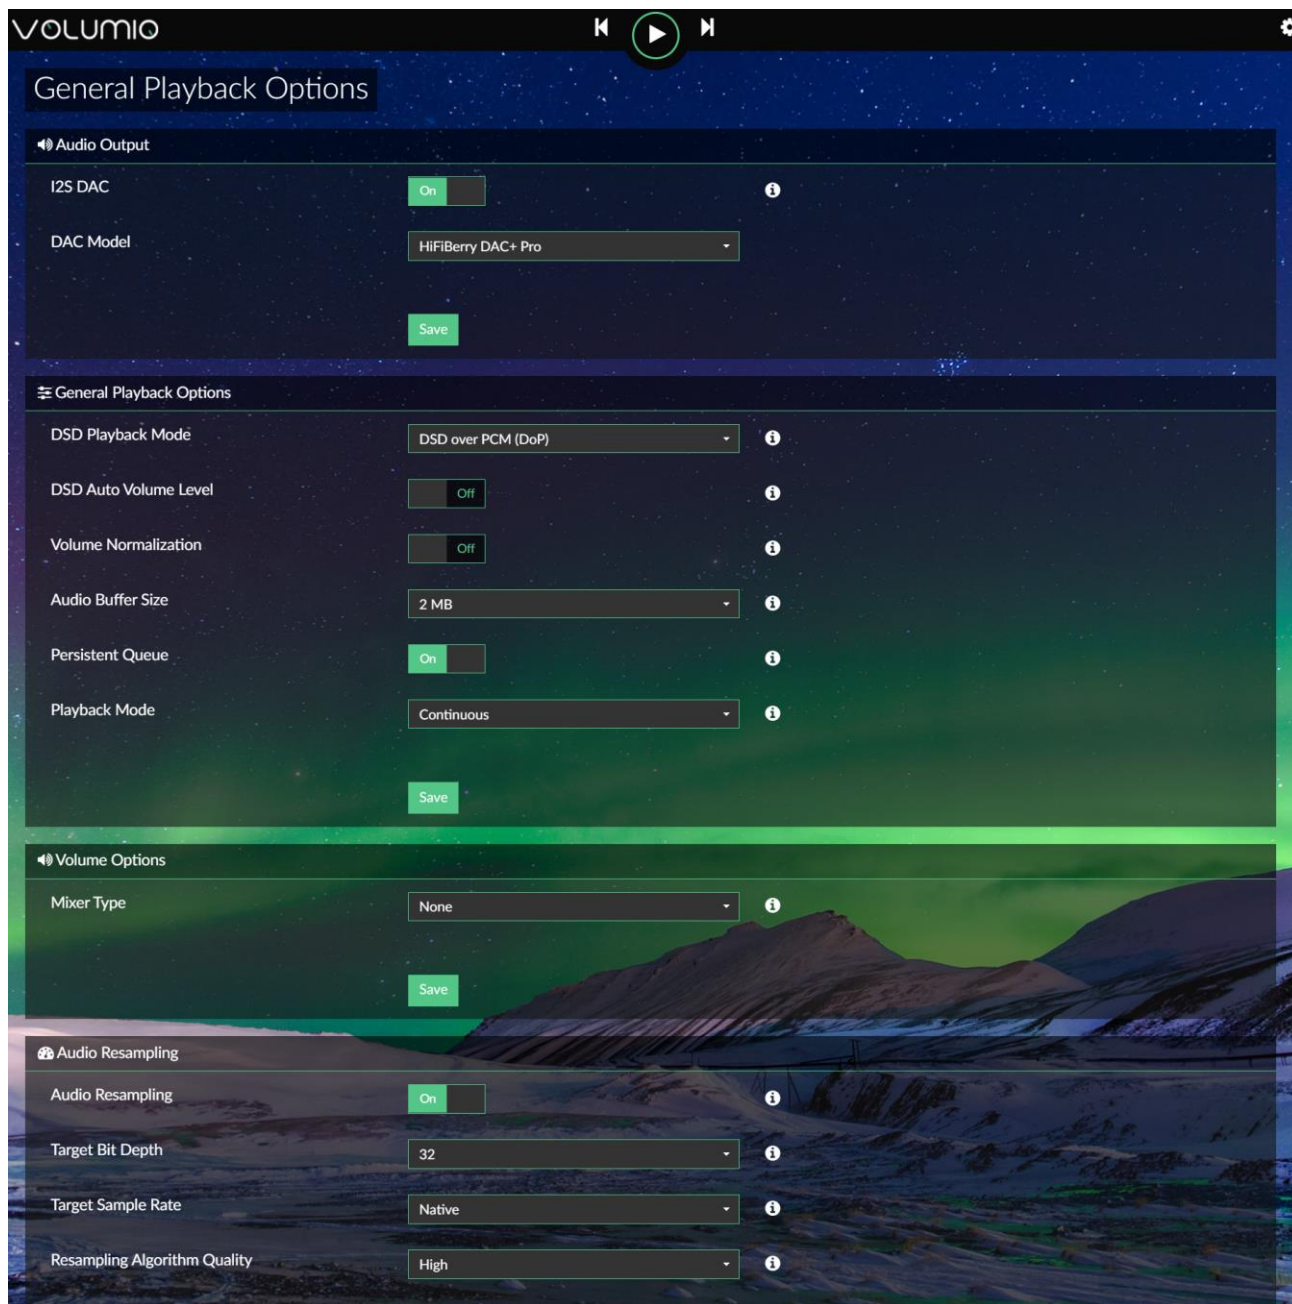 VOLUMIO
General Playback Options
Audio Output
I2S DAC On
DAC Model HiFiBerry DAC+ Pro
Save
General Playback Options
DSD Playback Mode DSD over PCM (DoP)
DSD Auto Volume Level Off
Volume Normalization Off
Audio Buffer Size 2 MB
Persistent Queue On
Playback Mode Continuous
Save
Volume Options
Mixer Type None
Save
Audio Resampling
Audio Resampling On
Target Bit Depth 32
Target Sample Rate Native
Resampling Algorithm Quality High